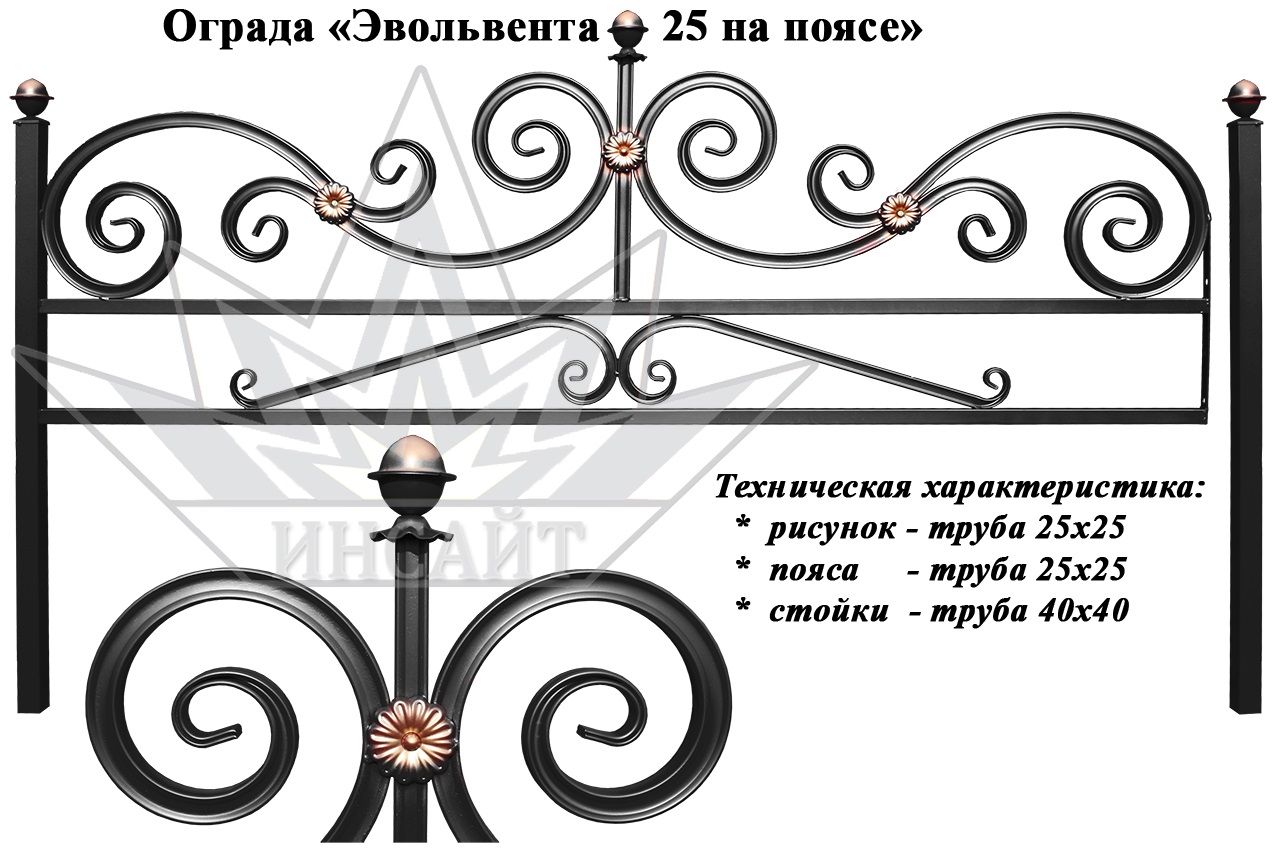 Ограда «Эвольвента 25 на поясе»
Техническая характеристика:
* рисунок - труба 25х25
* пояса - труба 25х25
* стойки - труба 40х40
ИНСАЙТ